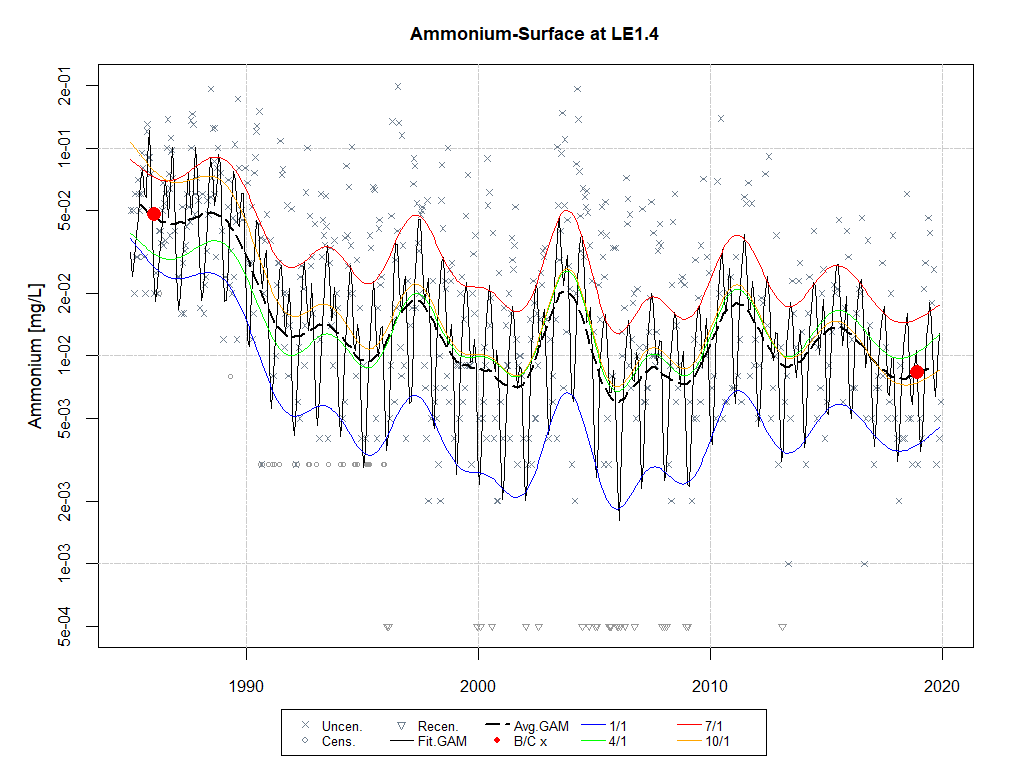 Ammonium-Surface at LE1.4
Ammonium [mg/L]
2e-01
1e-01
5e-02
2e-02
1e-02
5e-03
2e-03
1e-03
5e-04
1990 2000 2010 2020
Uncen. Recen. Avg.GAM 1/1 7/1
Cens. Fit.GAM B/C x 4/1 10/1